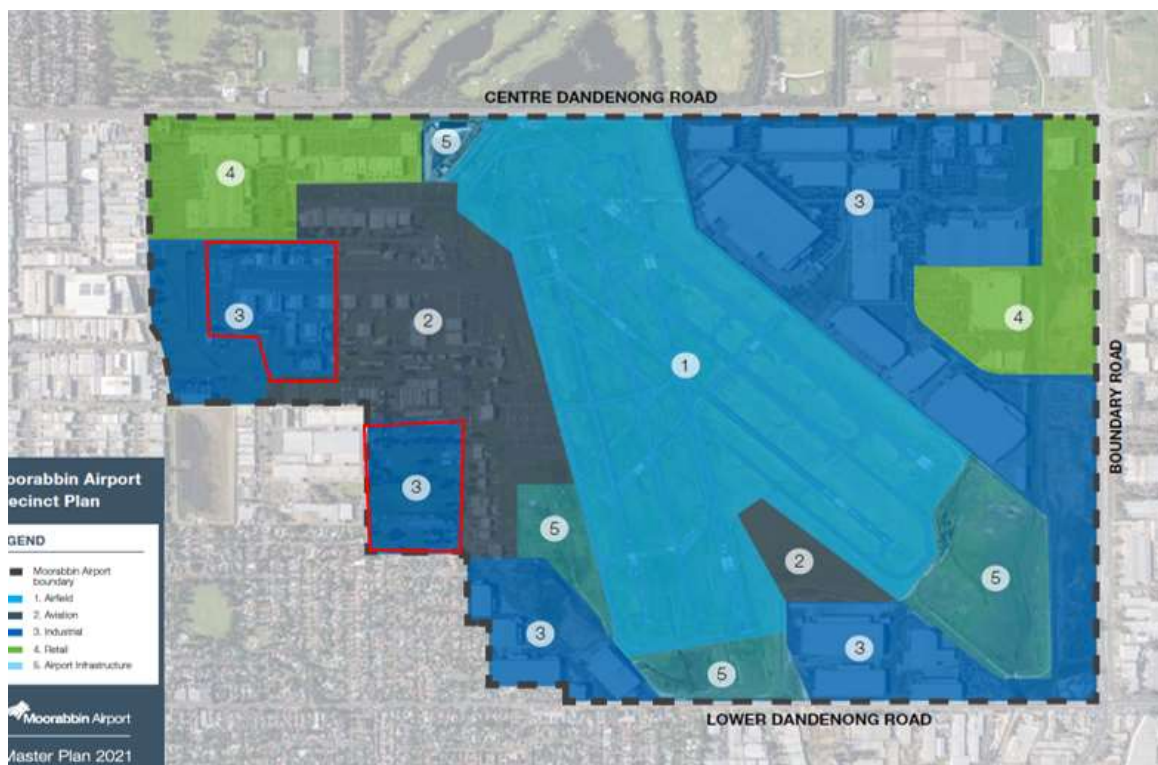 CENTRE DANDENONG ROAD
5
4
3
3
2
4
1
BOUNDARY ROAD
3
5
2
5
3
3
5
LOWER DANDENONG ROAD
oorabbin Airport
ecinct Plan
GEND
Moorabbin Airport
boundary
1. Airfield
2. Aviation
3. Industrial
4. Retail
5. Airport Infrastructure
Moorabbin Airport
Master Plan 2021